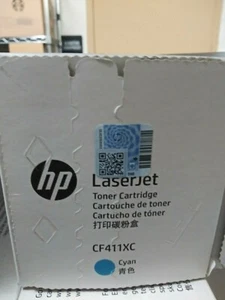 hp
LaserJet
Toner Cartridge
Cartouche de toner
Cartucho de tóner
打印碳粉盒
CF411XC
Cyan
青色